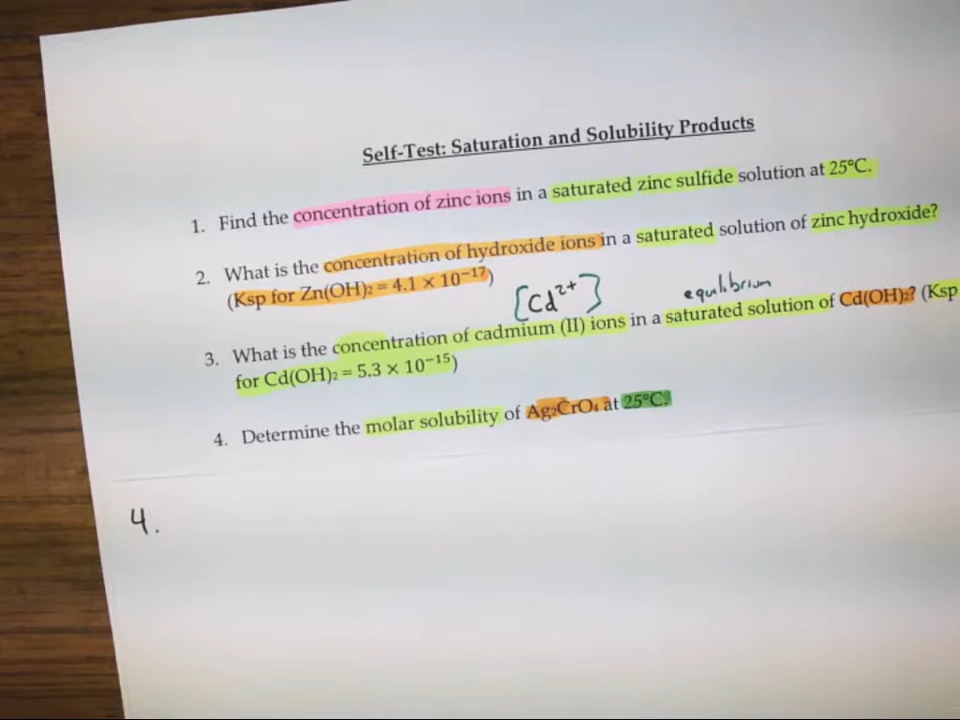 Self-Test: Saturation and Solubility Products
1. Find the concentration of zinc ions in a saturated zinc sulfide solution at 25°C.
2. What is the concentration of hydroxide ions in a saturated solution of zinc hydroxide?
(Ksp for Zn(OH)₂ = 4.1 × 10⁻¹⁷)
[Cd²⁺] equlibrium
3. What is the concentration of cadmium (II) ions in a saturated solution of Cd(OH)₂? (Ksp
for Cd(OH)₂ = 5.3 × 10⁻¹⁵)
4. Determine the molar solubility of Ag₂CrO₄ at 25°C.
4.